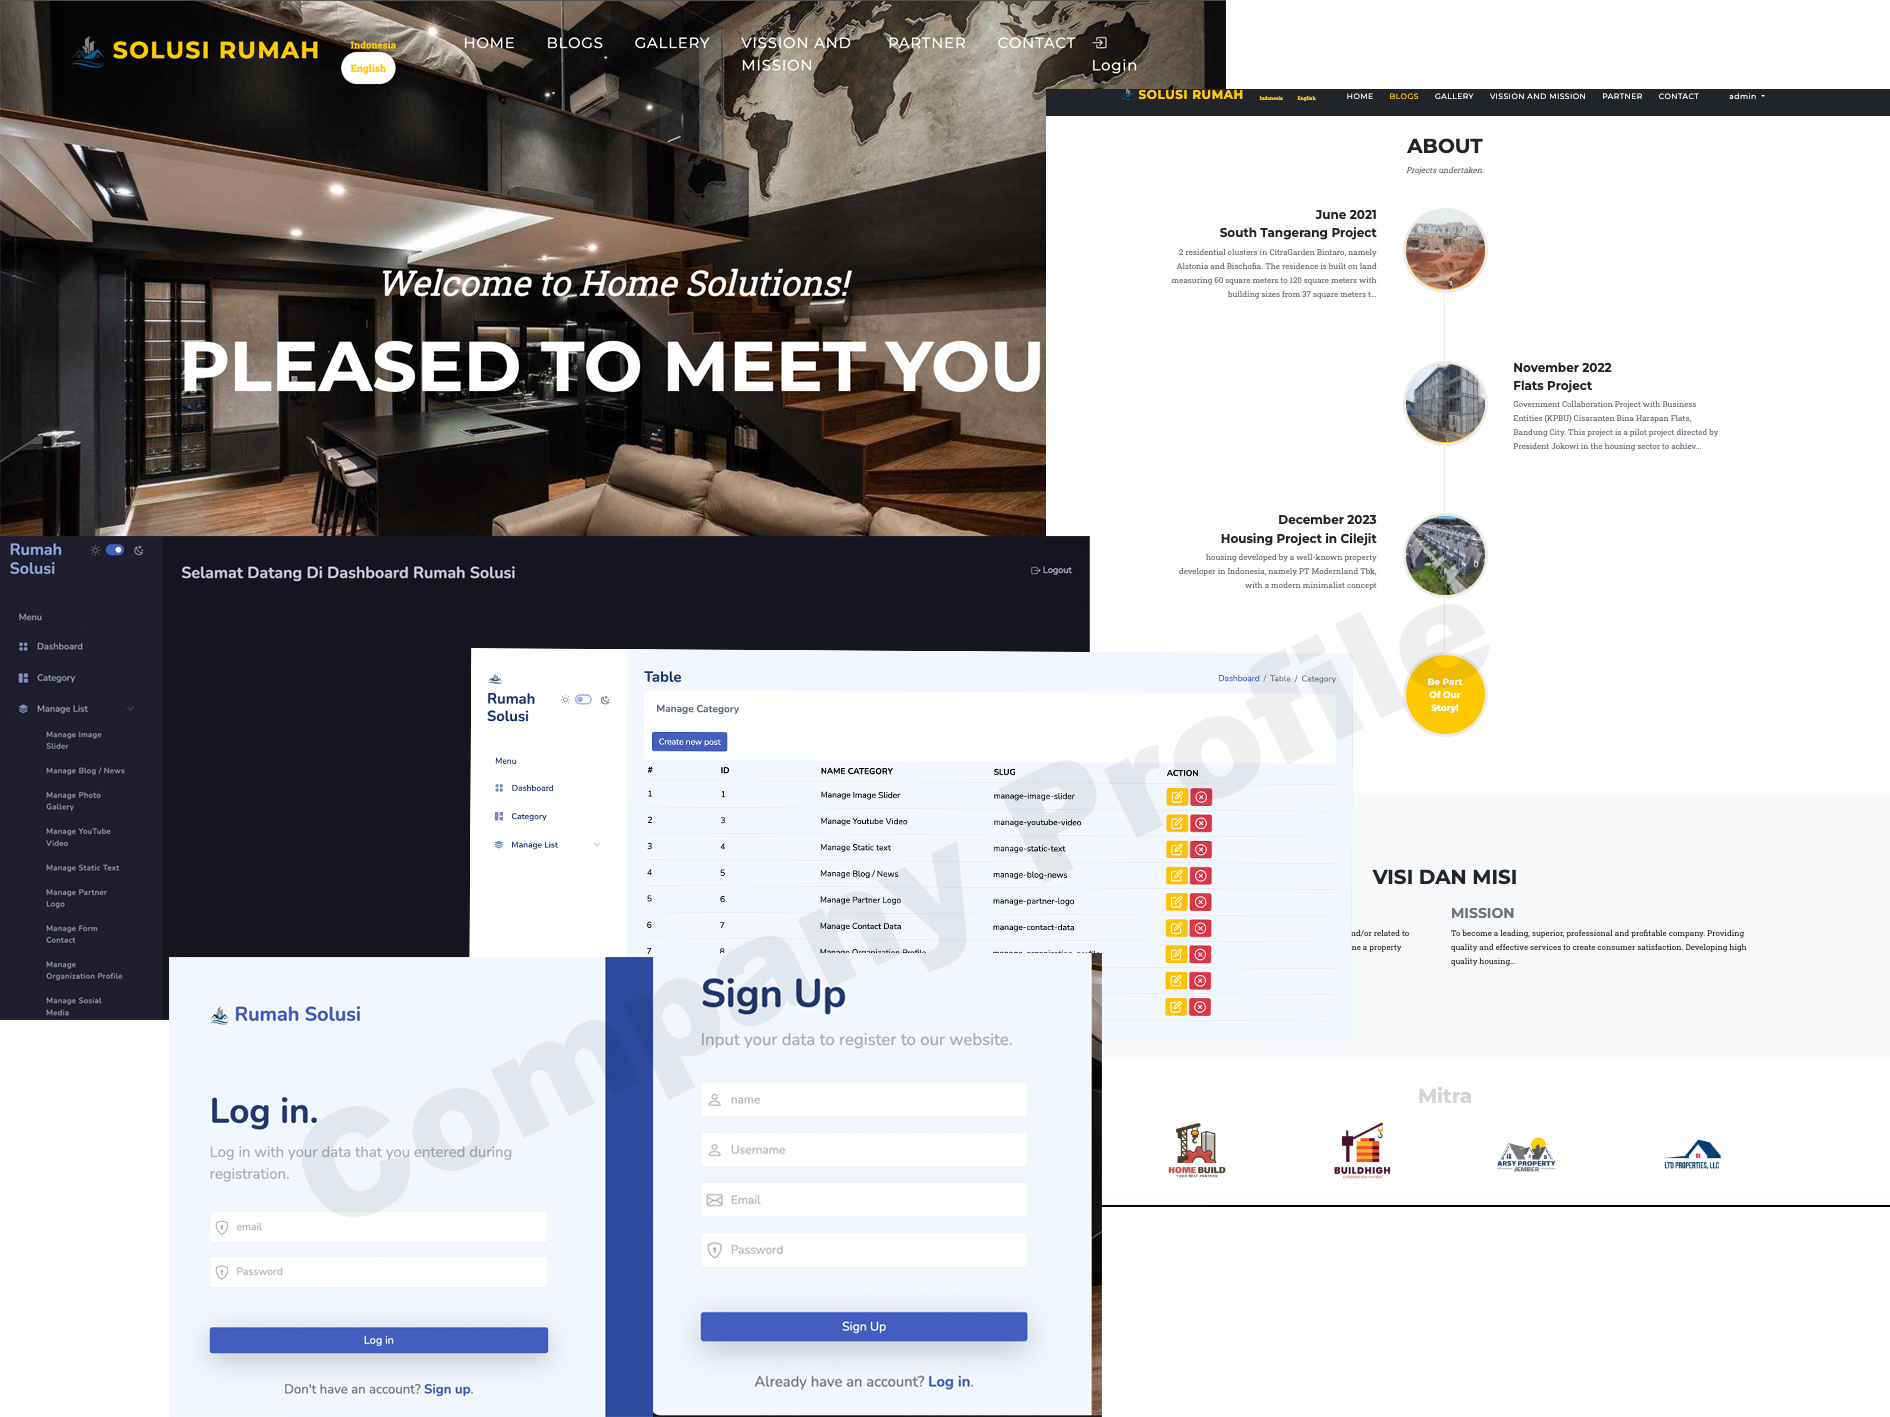 SOLUSI RUMAH
Indonesia
English
HOME
BLOGS
GALLERY
VISSION AND
MISSION
PARTNER
CONTACT
Login
Welcome to Home Solutions!
PLEASED TO MEET YOU
SOLUSI RUMAH
Indonesia
English
HOME
BLOGS
GALLERY
VISSION AND MISSION
PARTNER
CONTACT
admin
ABOUT
Projects undertaken.
June 2021
South Tangerang Project
2 residential clusters in CitraGarden Bintaro, namely
Alstonia and Bischofia. The residence is built on land
measuring 60 square meters to 120 square meters with
building sizes from 37 square meters t...
November 2022
Flats Project
Government Collaboration Project with Business
Entities (KPBU) Cisaranten Bina Harapan Flats,
Bandung City. This project is a pilot project directed by
President Jokowi in the housing sector to achiev...
December 2023
Housing Project in Cilejit
housing developed by a well-known property
developer in Indonesia, namely PT Modernland Tbk,
with a modern minimalist concept
Be Part
Of Our
Story!
VISI DAN MISI
nd/or related to
ne a property
MISSION
To become a leading, superior, professional and profitable company. Providing
quality and effective services to create consumer satisfaction. Developing high
quality housing...
Mitra
HOME BUILD
YOUR BEST PARTNER
BUILDHIGH
CONSTRUCTION PARTNER
ARSY PROPERTY
JEMBER
LTD PROPERTIES, LLC
Rumah
Solusi
Selamat Datang Di Dashboard Rumah Solusi
Logout
Menu
Dashboard
Category
Manage List
Manage Image
Slider
Manage Blog / News
Manage Photo
Gallery
Manage YouTube
Video
Manage Static Text
Manage Partner
Logo
Manage Form
Contact
Manage
Organization Profile
Manage Sosial
Media
Rumah
Solusi
Menu
Dashboard
Category
Manage List
Table
Dashboard / Table / Category
Manage Category
Create new post
# ID NAME CATEGORY SLUG ACTION
1 1 Manage Image Slider manage-image-slider
2 3 Manage Youtube Video manage-youtube-video
3 4 Manage Static text manage-static-text
4 5 Manage Blog / News manage-blog-news
5 6 Manage Partner Logo manage-partner-logo
6 7 Manage Contact Data manage-contact-data
7 8 Manage Organization Profile manage-organization-profile
Company Profile
Rumah Solusi
Log in.
Log in with your data that you entered during
registration.
email
Password
Log in
Don't have an account? Sign up.
Sign Up
Input your data to register to our website.
name
Username
Email
Password
Sign Up
Already have an account? Log in.